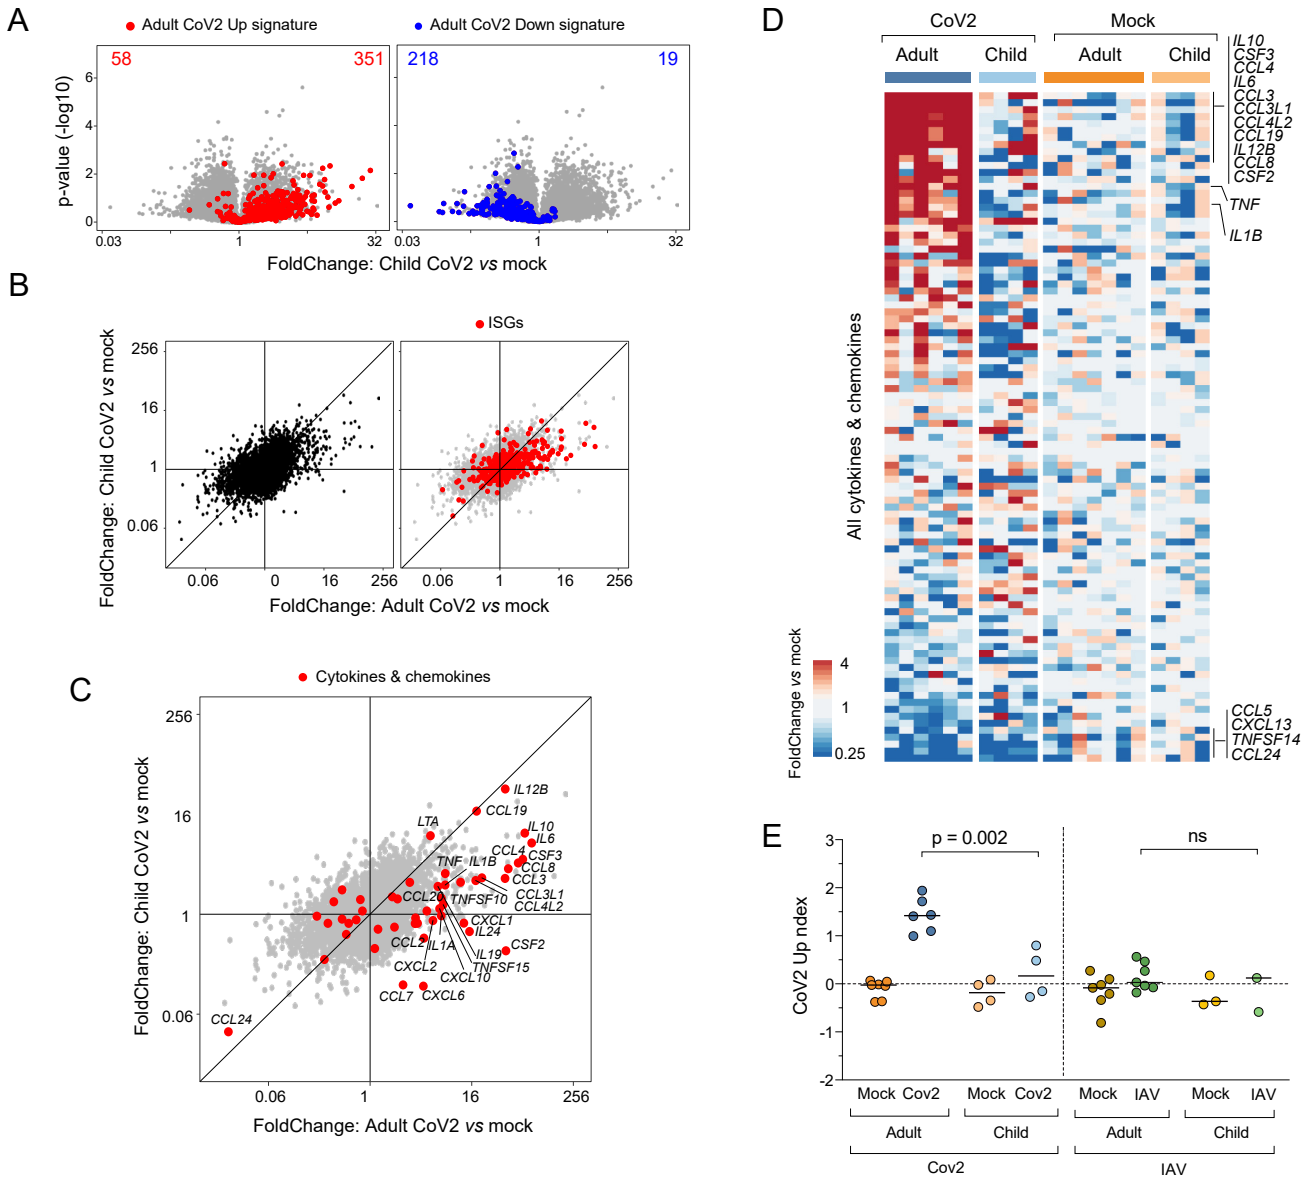 A
Adult CoV2 Up signature
Adult CoV2 Down signature
58
351
218
19
p-value (-log10)
6
4
2
0
0.03
1
32
0.03
1
32
FoldChange: Child CoV2 vs mock
B
ISGs
FoldChange: Child CoV2 vs mock
256
16
1
0.06
0.06
0
16
256
0.06
1
16
256
FoldChange: Adult CoV2 vs mock
C
Cytokines & chemokines
FoldChange: Child CoV2 vs mock
256
16
1
0.06
IL12B
CCL19
LTA
IL10
IL6
CCL4
CSF3
CCL8
TNF
IL1B
CCL3
CCL20
TNFSF10
CCL3L1
CCL4L2
CXCL1
IL24
CCL2
IL1A
CSF2
IL19
CXCL2
TNFSF15
CXCL10
CCL7
CXCL6
CCL24
0.06
1
16
256
FoldChange: Adult CoV2 vs mock
D
CoV2
Mock
Adult
Child
Adult
Child
IL10
CSF3
CCL4
IL6
CCL3
CCL3L1
CCL4L2
CCL19
IL12B
CCL8
CSF2
TNF
IL1B
All cytokines & chemokines
FoldChange vs mock
4
1
0.25
CCL5
CXCL13
TNFSF14
CCL24
E
CoV2 Up ndex
3
2
1
0
-1
-2
p = 0.002
ns
Mock
Cov2
Mock
Cov2
Mock
IAV
Mock
IAV
Adult
Child
Adult
Child
Cov2
IAV